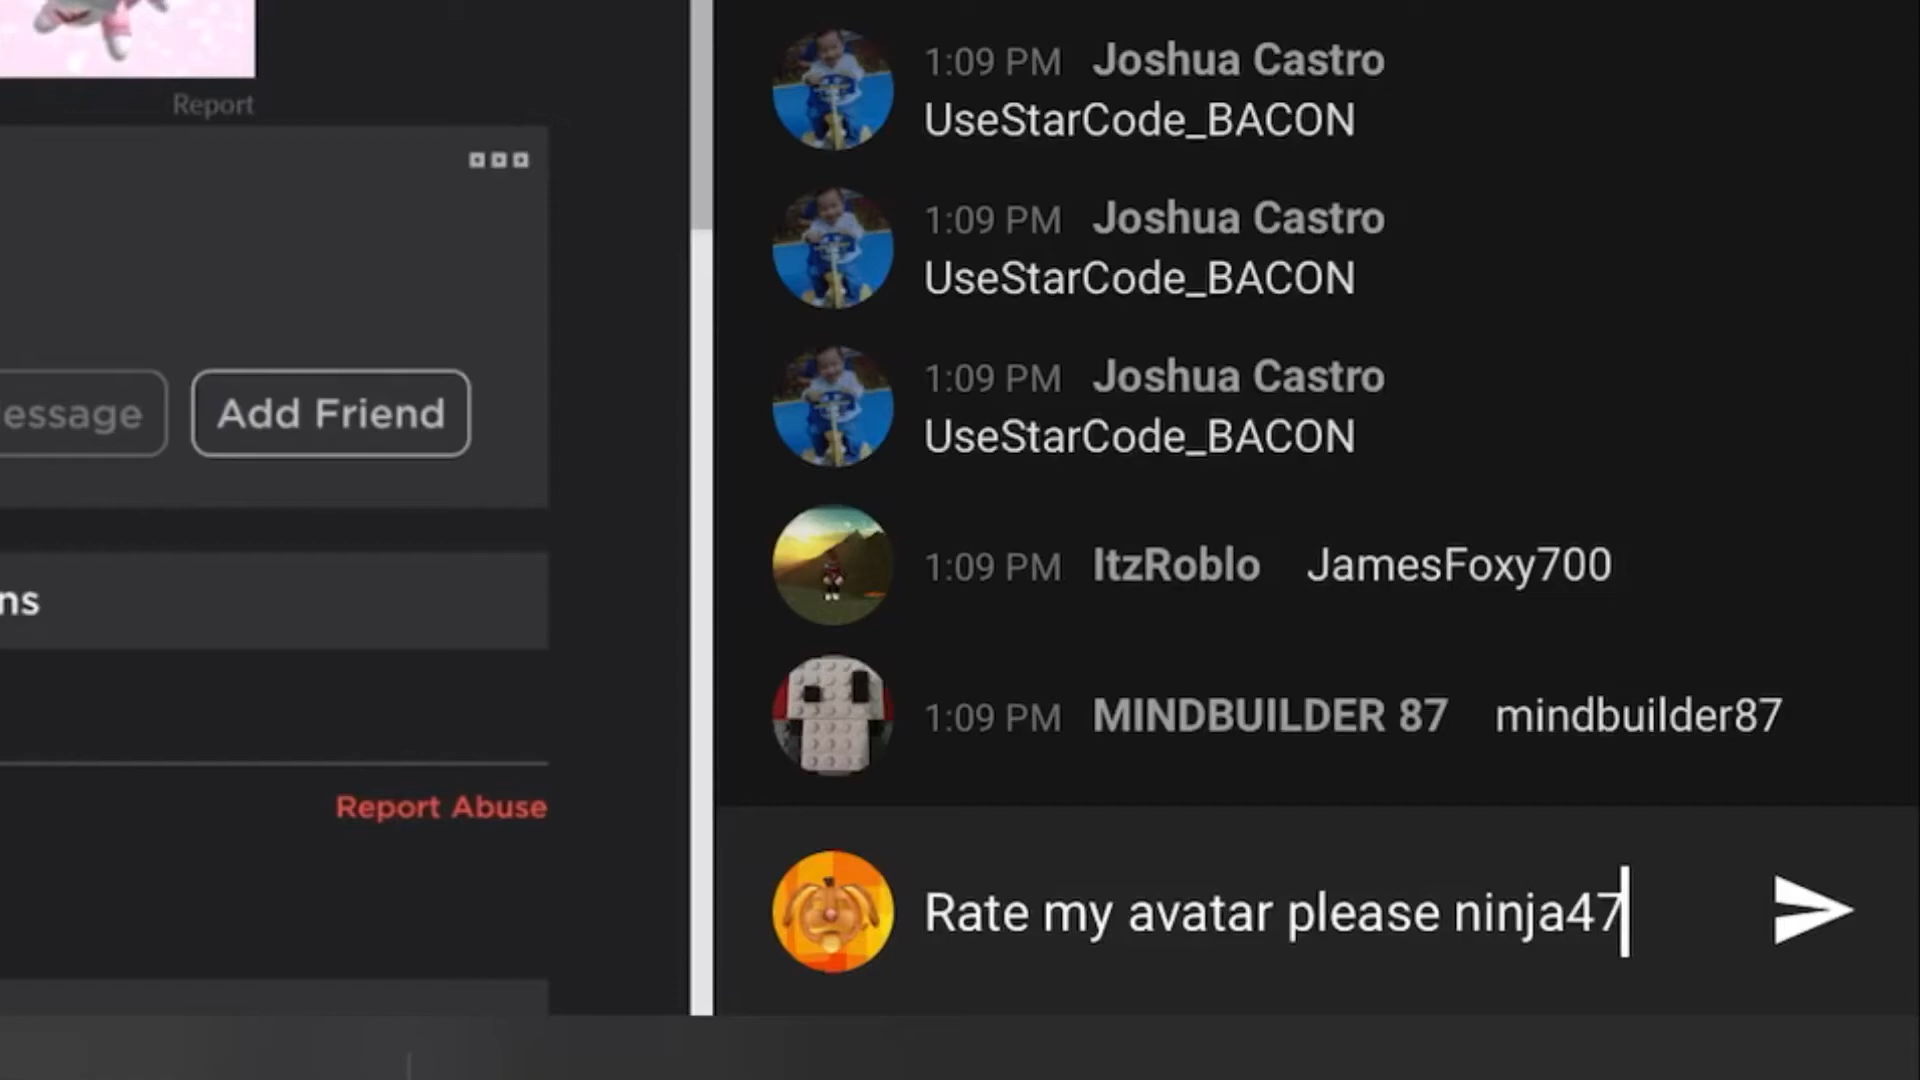 Report
essage
Add Friend
ns
Report Abuse
1:09 PM Joshua Castro
UseStarCode_BACON
1:09 PM Joshua Castro
UseStarCode_BACON
1:09 PM Joshua Castro
UseStarCode_BACON
1:09 PM ItzRoblo JamesFoxy700
1:09 PM MINDBUILDER 87 mindbuilder87
Rate my avatar please ninja47